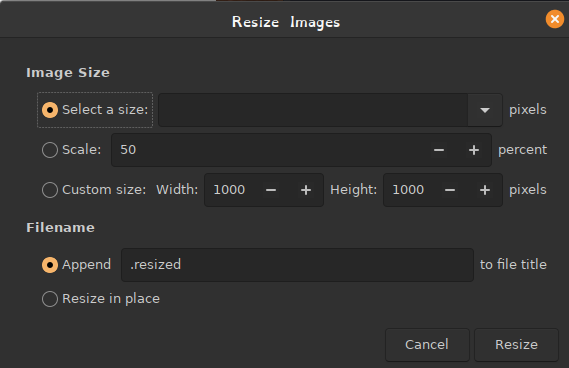 Resize Images
Image Size
Select a size: pixels
Scale: 50 percent
Custom size: Width: 1000 Height: 1000 pixels
Filename
Append .resized to file title
Resize in place
Cancel Resize